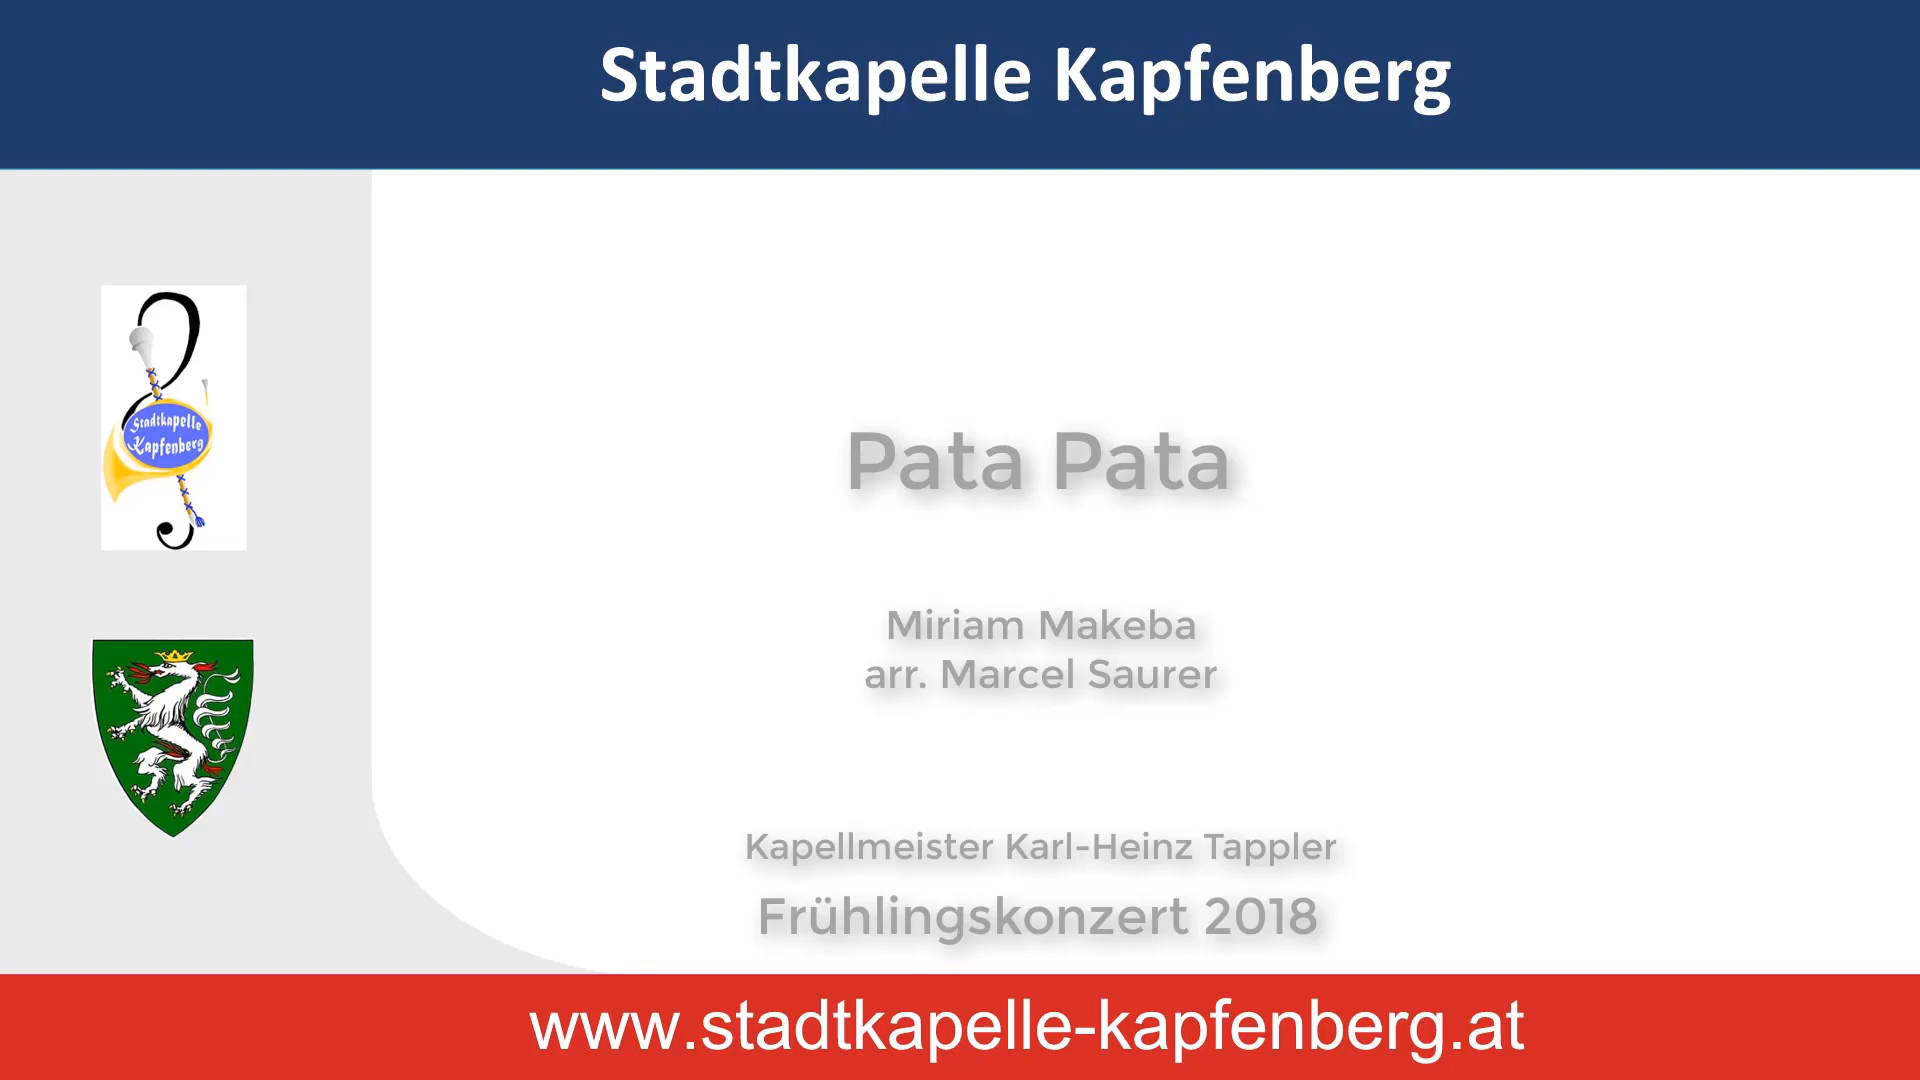 Stadtkapelle Kapfenberg
Stadtkapelle
Kapfenberg
Pata Pata
Miriam Makeba
arr. Marcel Saurer
Kapellmeister Karl-Heinz Tappler
Frühlingskonzert 2018
www.stadtkapelle-kapfenberg.at